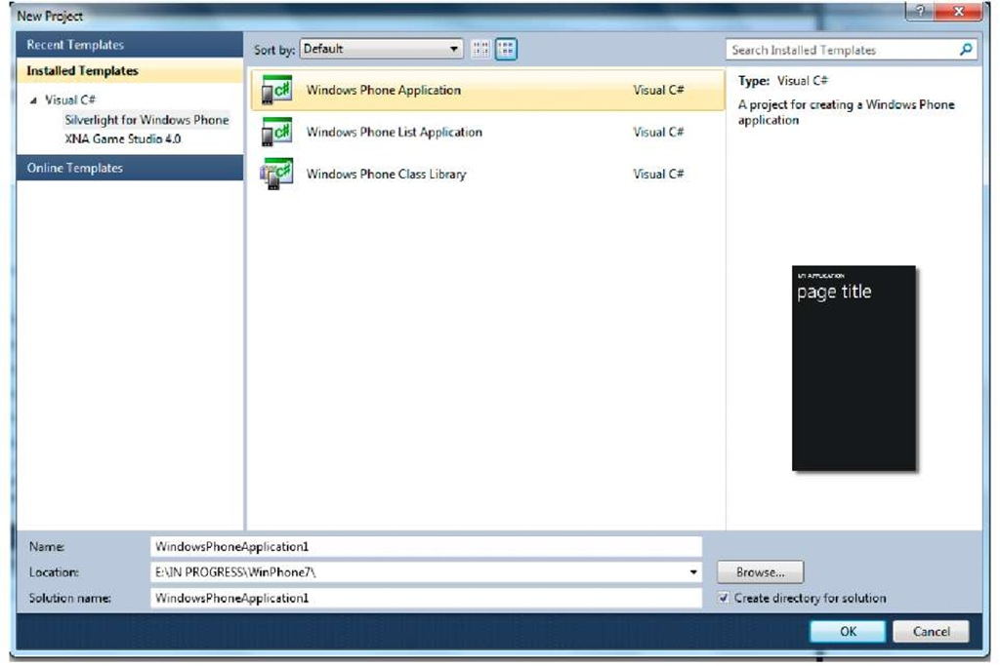 New Project
Recent Templates
Installed Templates
Visual C#
Silverlight for Windows Phone
XNA Game Studio 4.0
Online Templates
Sort by: Default
Search Installed Templates
Windows Phone Application Visual C#
Windows Phone List Application Visual C#
Windows Phone Class Library Visual C#
Type: Visual C#
A project for creating a Windows Phone
application
MY APPLICATION
page title
Name: WindowsPhoneApplication1
Location: E:\IN PROGRESS\WinPhone7\
Browse...
Solution name: WindowsPhoneApplication1
Create directory for solution
OK Cancel